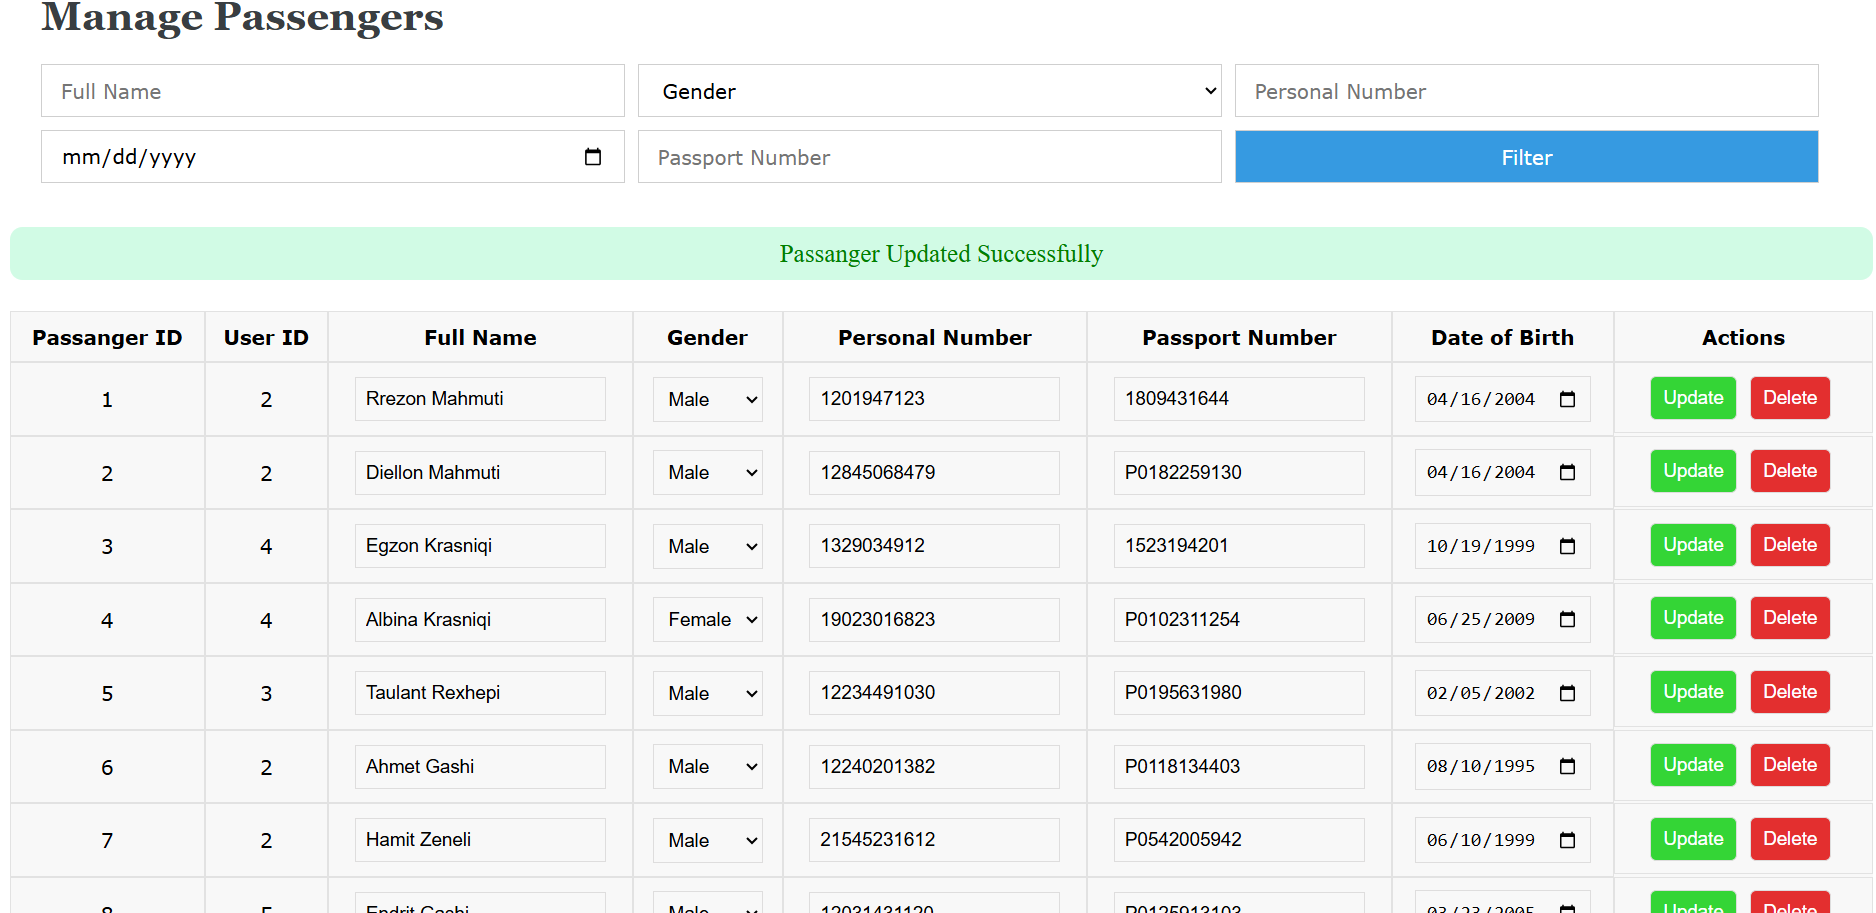 Manage Passengers
Full Name Gender Personal Number
mm/dd/yyyy Passport Number Filter
Passanger Updated Successfully
Passanger ID User ID Full Name Gender Personal Number Passport Number Date of Birth Actions
1 2 Rrezon Mahmuti Male 1201947123 1809431644 04/16/2004 Update Delete
2 2 Diellon Mahmuti Male 12845068479 P0182259130 04/16/2004 Update Delete
3 4 Egzon Krasniqi Male 1329034912 1523194201 10/19/1999 Update Delete
4 4 Albina Krasniqi Female 19023016823 P0102311254 06/25/2009 Update Delete
5 3 Taulant Rexhepi Male 12234491030 P0195631980 02/05/2002 Update Delete
6 2 Ahmet Gashi Male 12240201382 P0118134403 08/10/1995 Update Delete
7 2 Hamit Zeneli Male 21545231612 P0542005942 06/10/1999 Update Delete
8 5 Endrit Gashi Male Update Delete